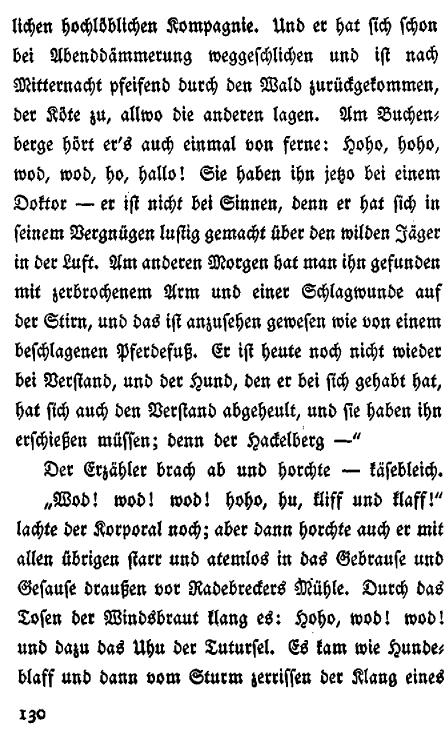 lichen hochlöblichen Kompagnie. Und er hat sich schon
bei Abenddämmerung weggeschlichen und ist nach
Mitternacht pfeifend durch den Wald zurückgekommen,
der Köte zu, allwo die anderen lagen. Am Buchen-
berge hört er's auch einmal von ferne: Hoho, hoho,
wod, wod, ho, hallo! Sie haben ihn jetzo bei einem
Doktor — er ist nicht bei Sinnen, denn er hat sich in
seinem Vergnügen lustig gemacht über den wilden Jäger
in der Luft. Am anderen Morgen hat man ihn gefunden
mit zerbrochenem Arm und einer Schlagwunde auf
der Stirn, und das ist anzusehen gewesen wie von einem
beschlagenen Pferdefuß. Er ist heute noch nicht wieder
bei Verstand, und der Hund, den er bei sich gehabt hat,
hat sich auch den Verstand abgeheult, und sie haben ihn
erschießen müssen; denn der Hackelberg —“
Der Erzähler brach ab und horchte — käsebleich.
„Wod! wod! wod! hoho, hu, kliff und klaff!“
lachte der Korporal noch; aber dann horchte auch er mit
allen übrigen starr und atemlos in das Gebrause und
Gesause draußen vor Radebreckers Mühle. Durch das
Tosen der Windsbraut klang es: Hoho, wod! wod!
und dazu das Uhu der Tutursel. Es kam wie Hunde-
blaff und dann vom Sturm zerrissen der Klang eines
130